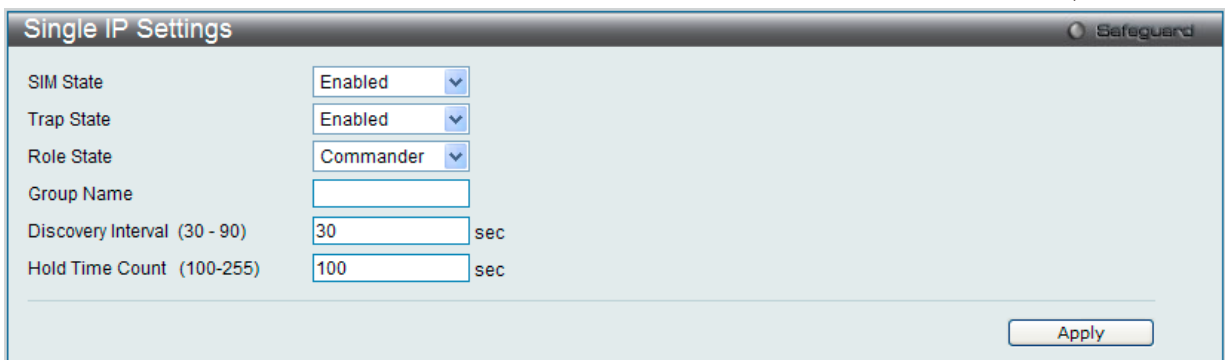 Single IP Settings Safeguard
SIM State Enabled
Trap State Enabled
Role State Commander
Group Name
Discovery Interval (30 - 90) 30 sec
Hold Time Count (100-255) 100 sec
Apply